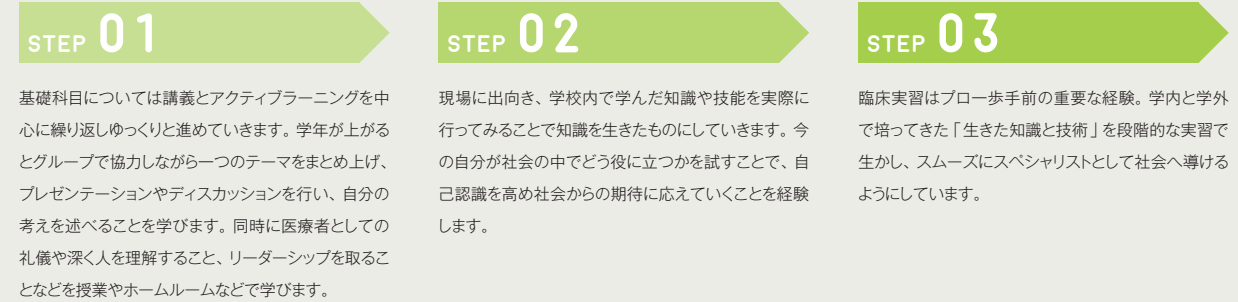 STEP 01
基礎科目については講義とアクティブラーニングを中
心に繰り返しゆっくりと進めていきます。学年が上がる
とグループで協力しながら一つのテーマをまとめ上げ、
プレゼンテーションやディスカッションを行い、自分の
考えを述べることを学びます。同時に医療者としての
礼儀や深く人を理解すること、リーダーシップを取るこ
となどを授業やホームルームなどで学びます。
STEP 02
現場に出向き、学校内で学んだ知識や技能を実際に
行ってみることで知識を生きたものにしていきます。今
の自分が社会の中でどう役に立つかを試すことで、自
己認識を高め社会からの期待に応えていくことを経験
します。
STEP 03
臨床実習はプロ一歩手前の重要な経験。学内と学外
で培ってきた「生きた知識と技術」を段階的な実習で
生かし、スムーズにスペシャリストとして社会へ導ける
ようにしています。